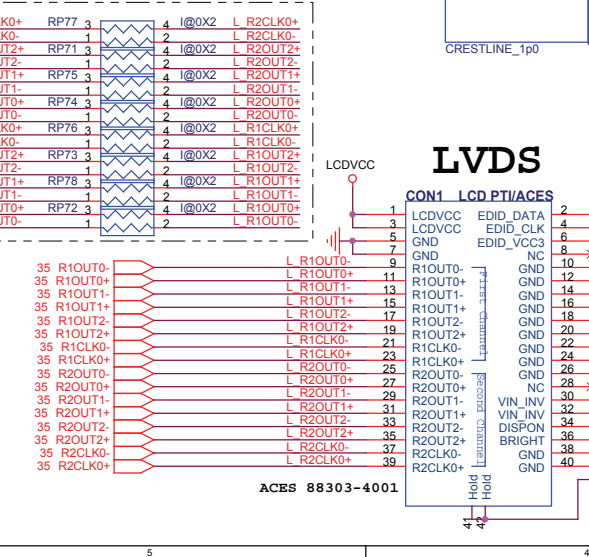 CRESTLINE_1p0
LK0+ RP77 3 4 I@0X2 L_R2CLK0+
LK0- 1 2 L_R2CLK0-
UT2+ RP71 3 4 I@0X2 L_R2OUT2+
UT2- 1 2 L_R2OUT2-
UT1+ RP75 3 4 I@0X2 L_R2OUT1+
UT1- 1 2 L_R2OUT1-
UT0+ RP74 3 4 I@0X2 L_R2OUT0+
UT0- 1 2 L_R2OUT0-
LK0+ RP76 3 4 I@0X2 L_R1CLK0+
LK0- 1 2 L_R1CLK0-
UT2+ RP73 3 4 I@0X2 L_R1OUT2+
UT2- 1 2 L_R1OUT2-
UT1+ RP78 3 4 I@0X2 L_R1OUT1+
UT1- 1 2 L_R1OUT1-
UT0+ RP72 3 4 I@0X2 L_R1OUT0+
UT0- 1 2 L_R1OUT0-
LCDVCC
LVDS
CON1 LCD PTI/ACES
1 LCDVCC EDID_DATA 2
3 LCDVCC EDID_CLK 4
5 GND EDID_VCC3 6
7 GND NC 8
35 R1OUT0- L_R1OUT0- 9 R1OUT0- GND 10
35 R1OUT0+ L_R1OUT0+ 11 R1OUT0+ GND 12
35 R1OUT1- L_R1OUT1- 13 R1OUT1- GND 14
35 R1OUT1+ L_R1OUT1+ 15 R1OUT1+ GND 16
35 R1OUT2- L_R1OUT2- 17 R1OUT2- GND 18
35 R1OUT2+ L_R1OUT2+ 19 R1OUT2+ GND 20
35 R1CLK0- L_R1CLK0- 21 R1CLK0- GND 22
35 R1CLK0+ L_R1CLK0+ 23 R1CLK0+ GND 24
35 R2OUT0- L_R2OUT0- 25 R2OUT0- GND 26
35 R2OUT0+ L_R2OUT0+ 27 R2OUT0+ NC 28
35 R2OUT1- L_R2OUT1- 29 R2OUT1- VIN_INV 30
35 R2OUT1+ L_R2OUT1+ 31 R2OUT1+ VIN_INV 32
35 R2OUT2- L_R2OUT2- 33 R2OUT2- DISPON 34
35 R2OUT2+ L_R2OUT2+ 35 R2OUT2+ BRIGHT 36
35 R2CLK0- L_R2CLK0- 37 R2CLK0- GND 38
35 R2CLK0+ L_R2CLK0+ 39 R2CLK0+ GND 40
First Channel
Second Channel
ACES 88303-4001
Hold Hold
41 42
5 4